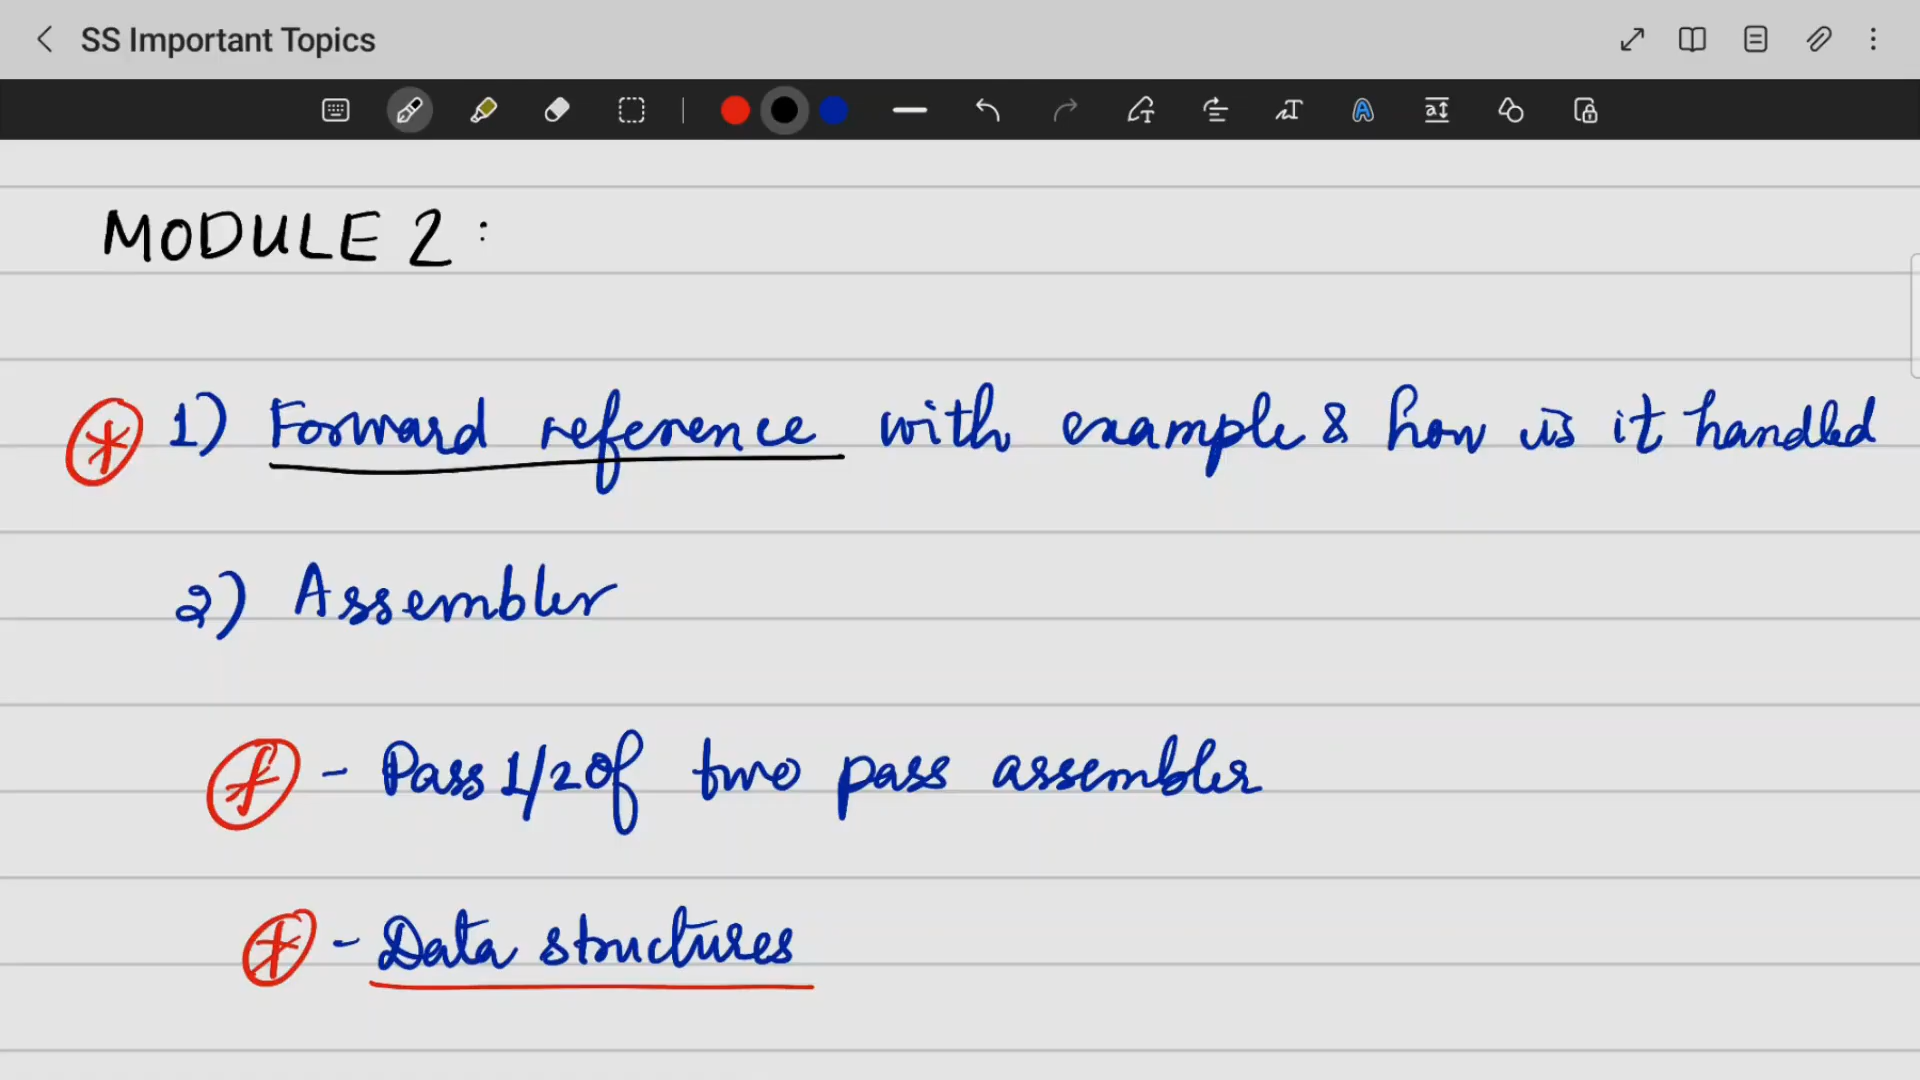 SS Important Topics
MODULE 2 :
* 1) Forward reference with example & how is it handled
2) Assembler
* - Pass 1/2 of two pass assembler
* - Data structures